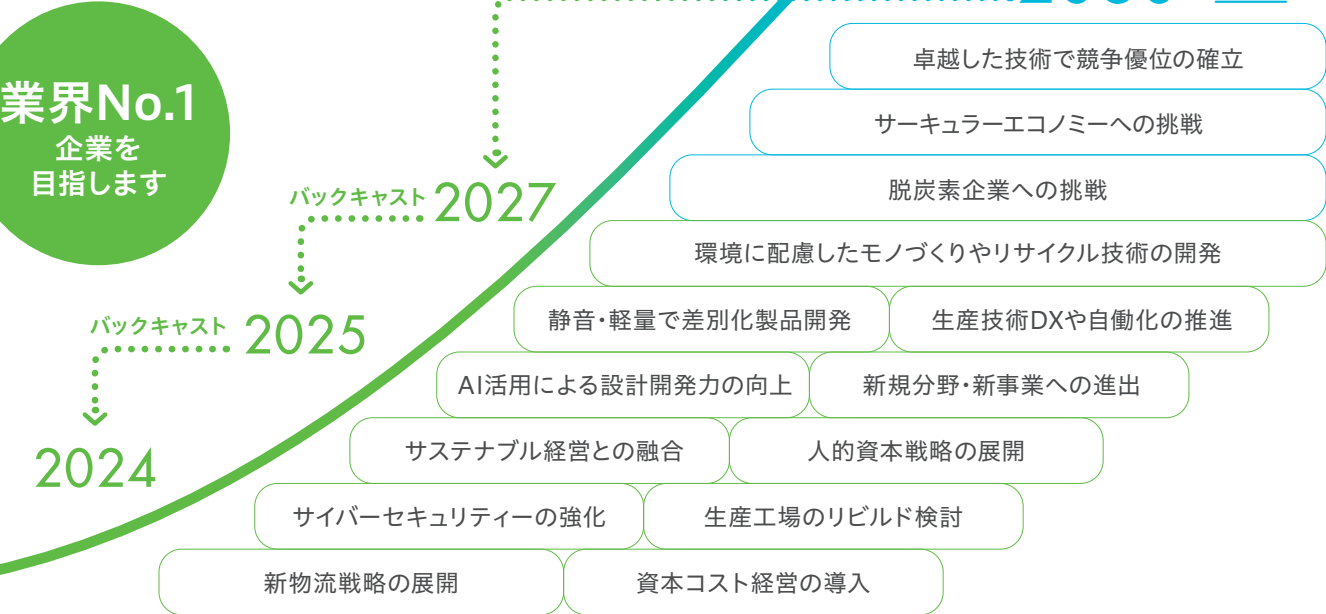 業界No.1
企業を
目指します
卓越した技術で競争優位の確立
サーキュラーエコノミーへの挑戦
脱炭素企業への挑戦
バックキャスト 2027
環境に配慮したモノづくりやリサイクル技術の開発
静音・軽量で差別化製品開発
生産技術DXや自働化の推進
バックキャスト 2025
AI活用による設計開発力の向上
新規分野・新事業への進出
サステナブル経営との融合
人的資本戦略の展開
2024
サイバーセキュリティーの強化
生産工場のリビルド検討
新物流戦略の展開
資本コスト経営の導入